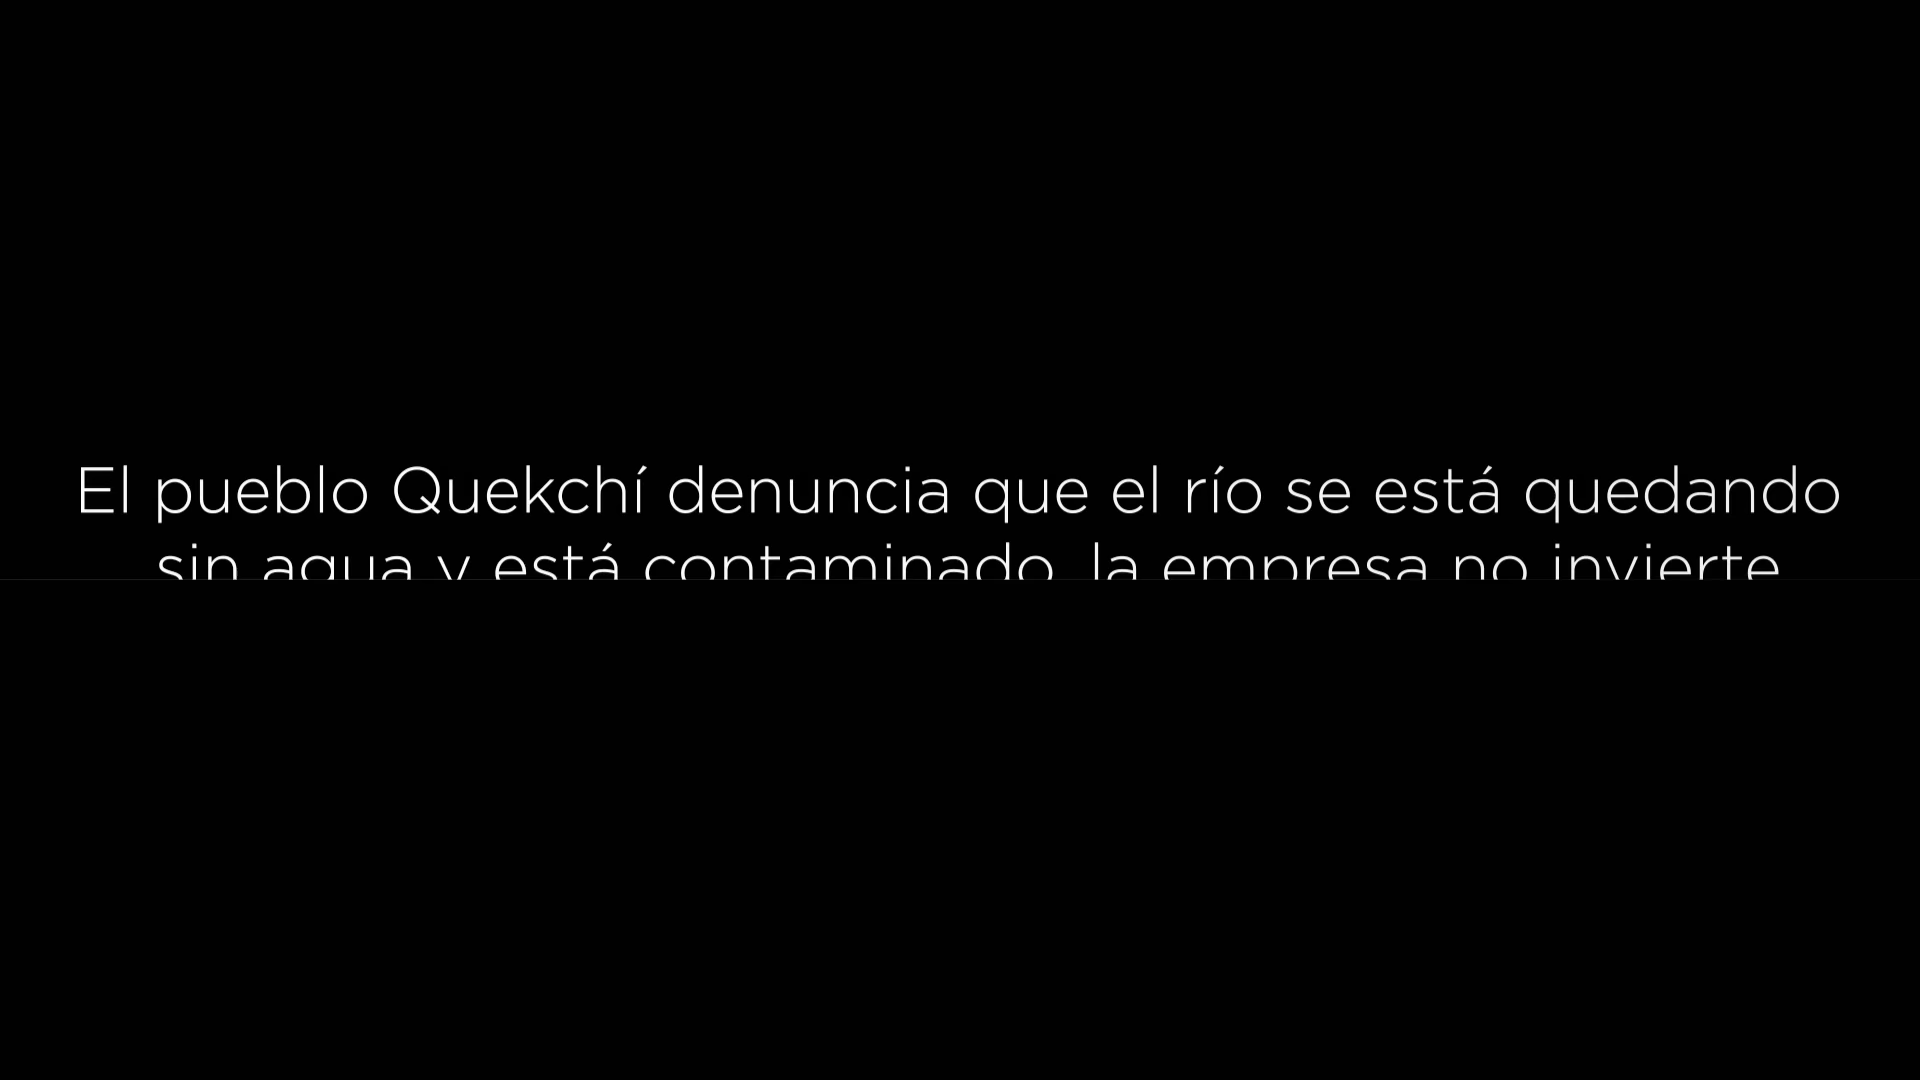 El pueblo Quekchí denuncia que el río se está quedando
sin agua y está contaminado, la empresa no invierte